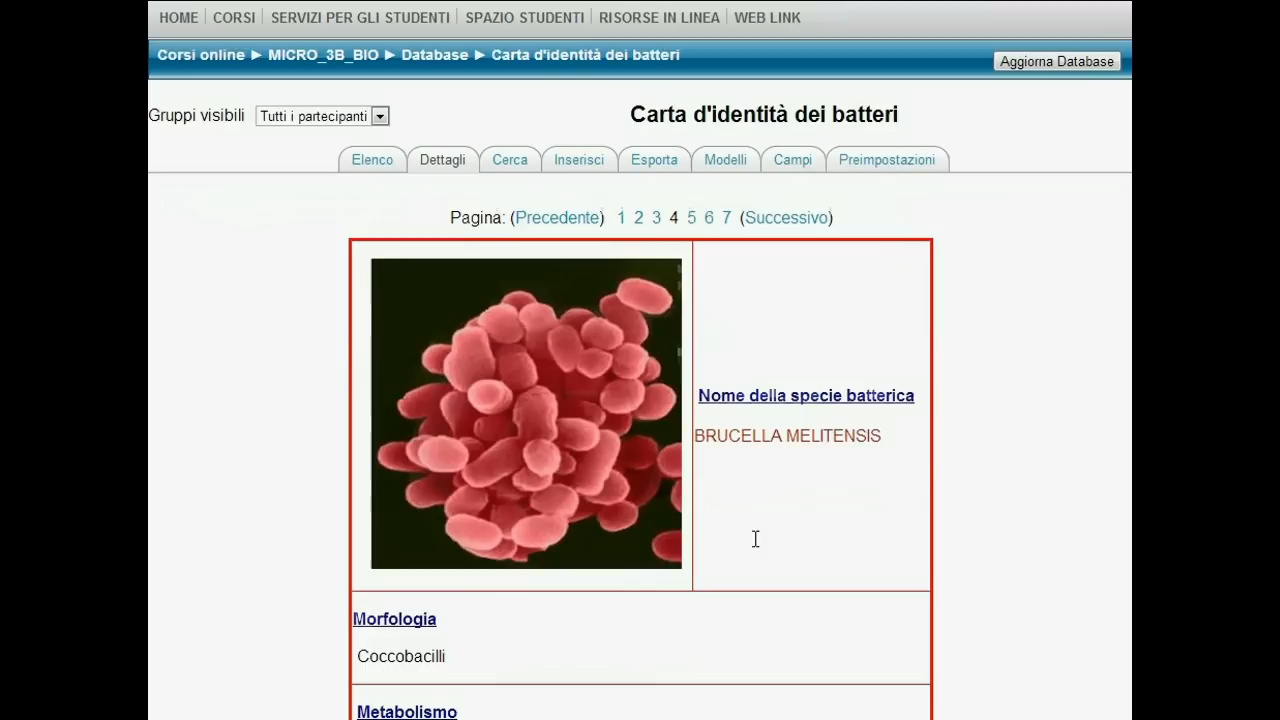 HOME CORSI SERVIZI PER GLI STUDENTI SPAZIO STUDENTI RISORSE IN LINEA WEB LINK
Corsi online ► MICRO_3B_BIO ► Database ► Carta d'identità dei batteri
Aggiorna Database
Gruppi visibili Tutti i partecipanti
Carta d'identità dei batteri
Elenco Dettagli Cerca Inserisci Esporta Modelli Campi Preimpostazioni
Pagina: (Precedente) 1 2 3 4 5 6 7 (Successivo)
Nome della specie batterica
BRUCELLA MELITENSIS
Morfologia
Coccobacilli
Metabolismo